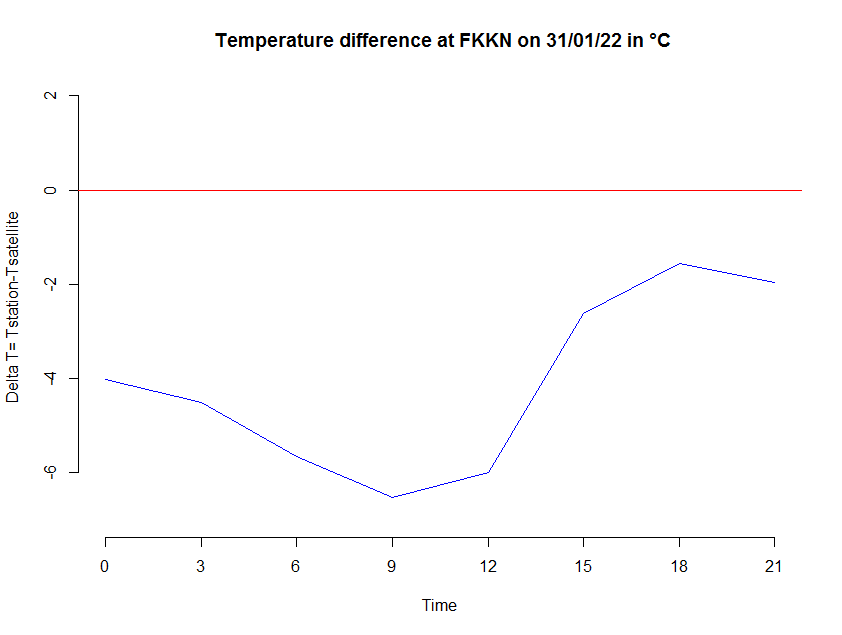 Temperature difference at FKKN on 31/01/22 in °C
Delta T= Tstation-Tsatellite
2
0
-2
-4
-6
0 3 6 9 12 15 18 21
Time